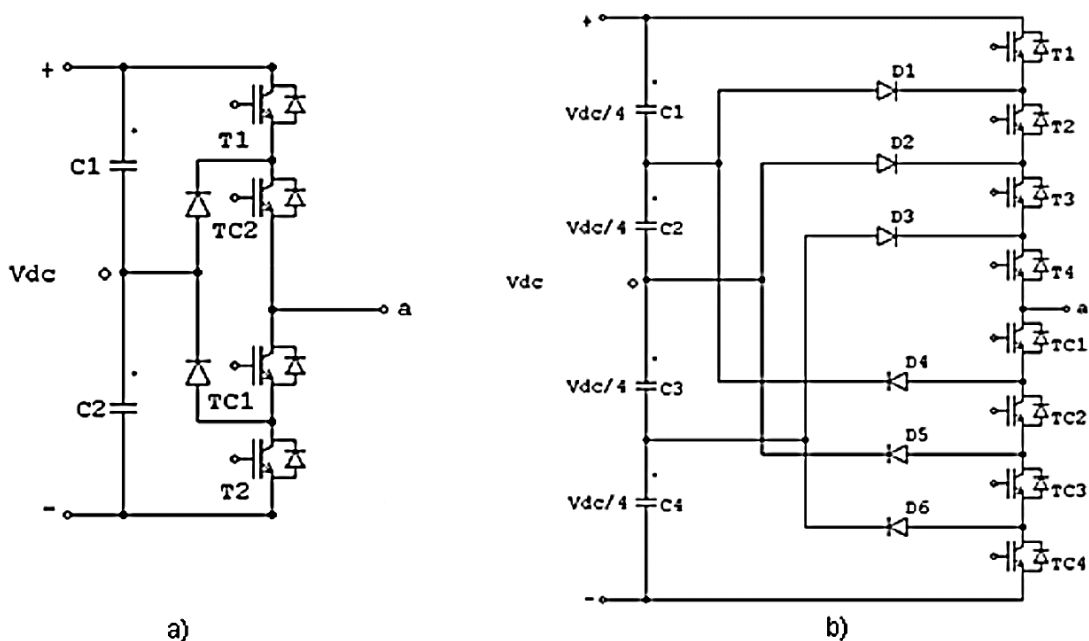 +
T1
C1
TC2
Vdc
a
TC1
C2
T2
-
a)
+
T1
D1
Vdc/4 C1
T2
D2
T3
D3
Vdc/4 C2
T4
Vdc
a
TC1
D4
Vdc/4 C3
TC2
D5
TC3
Vdc/4 C4
D6
TC4
-
b)